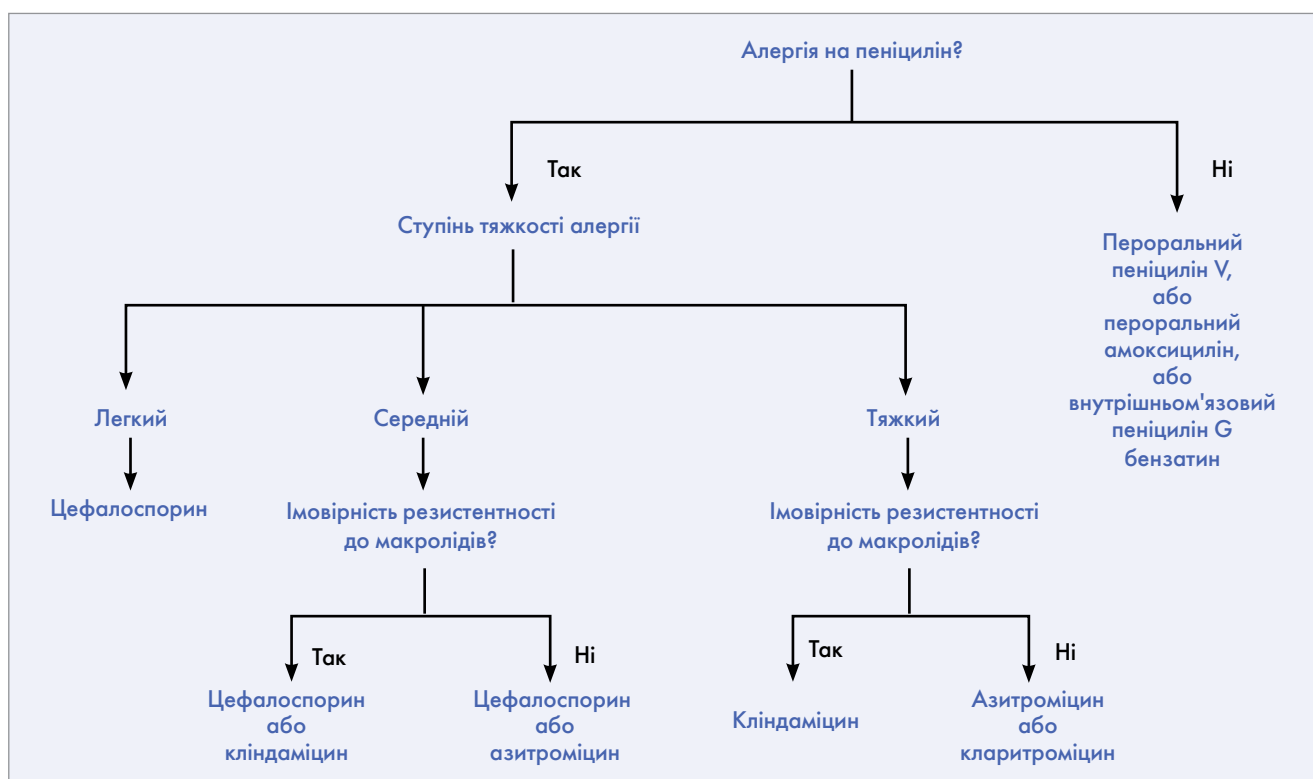 Алергія на пеніцилін?
Так
Ні
Ступінь тяжкості алергії
Пероральний
пеніцилін V,
або
пероральний
амоксицилін,
або
внутрішньом'язовий
пеніцилін G
бензатин
Легкий
Середній
Тяжкий
Цефалоспорин
Імовірність резистентності
до макролідів?
Імовірність резистентності
до макролідів?
Так
Ні
Так
Ні
Цефалоспорин
або
кліндаміцин
Цефалоспорин
або
азитроміцин
Кліндаміцин
Азитроміцин
або
кларитроміцин